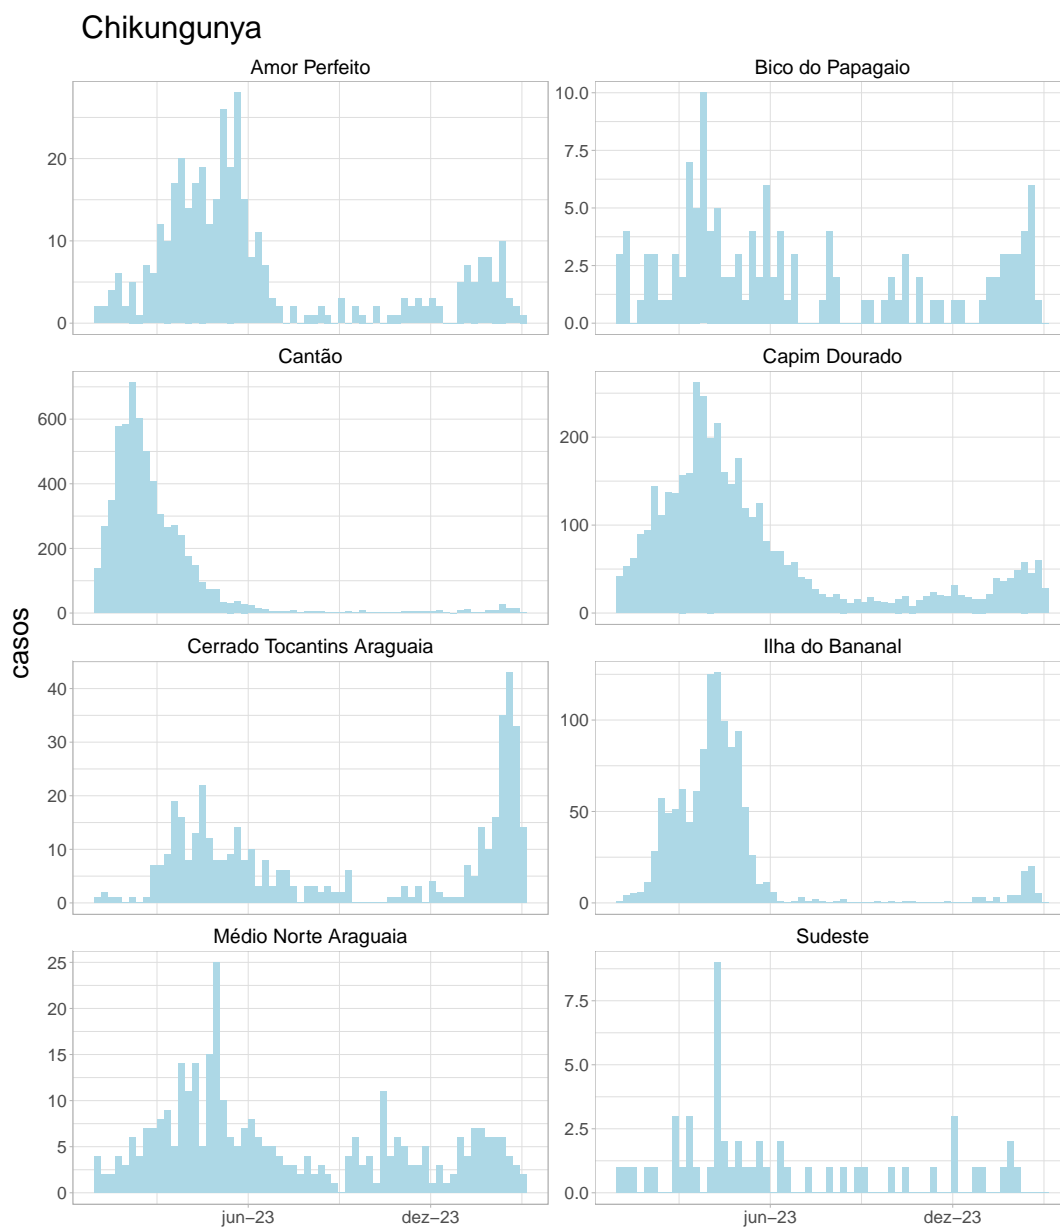 Chikungunya
Amor Perfeito
Bico do Papagaio
20
10
0
10.0
7.5
5.0
2.5
0.0
Cantão
Capim Dourado
600
400
200
0
200
100
0
casos
Cerrado Tocantins Araguaia
Ilha do Bananal
40
30
20
10
0
100
50
0
Médio Norte Araguaia
Sudeste
25
20
15
10
5
0
7.5
5.0
2.5
0.0
jun−23
dez−23
jun−23
dez−23